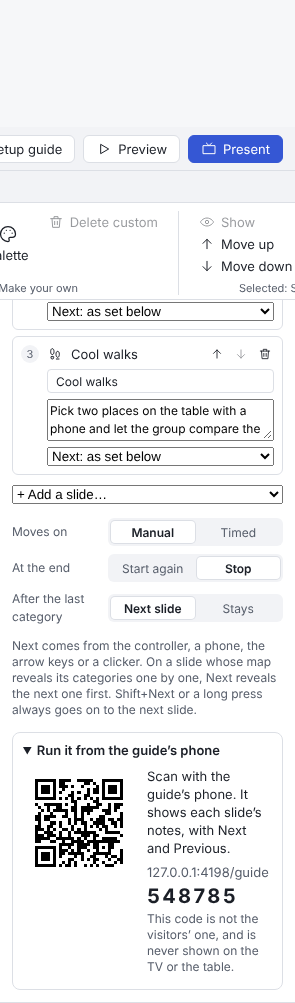 etup guide
Preview
Present
Delete custom
Show
Move up
alette
Move down
Make your own
Selected: S
Next: as set below
3
Cool walks
Cool walks
Pick two places on the table with a
phone and let the group compare the
Next: as set below
+ Add a slide…
Moves on
Manual
Timed
At the end
Start again
Stop
After the last
category
Next slide
Stays
Next comes from the controller, a phone, the
arrow keys or a clicker. On a slide whose map
reveals its categories one by one, Next reveals
the next one first. Shift+Next or a long press
always goes on to the next slide.
▼ Run it from the guide’s phone
Scan with the
guide’s phone. It
shows each slide’s
notes, with Next
and Previous.
127.0.0.1:4198/guide
548785
This code is not the
visitors’ one, and is
never shown on the
TV or the table.